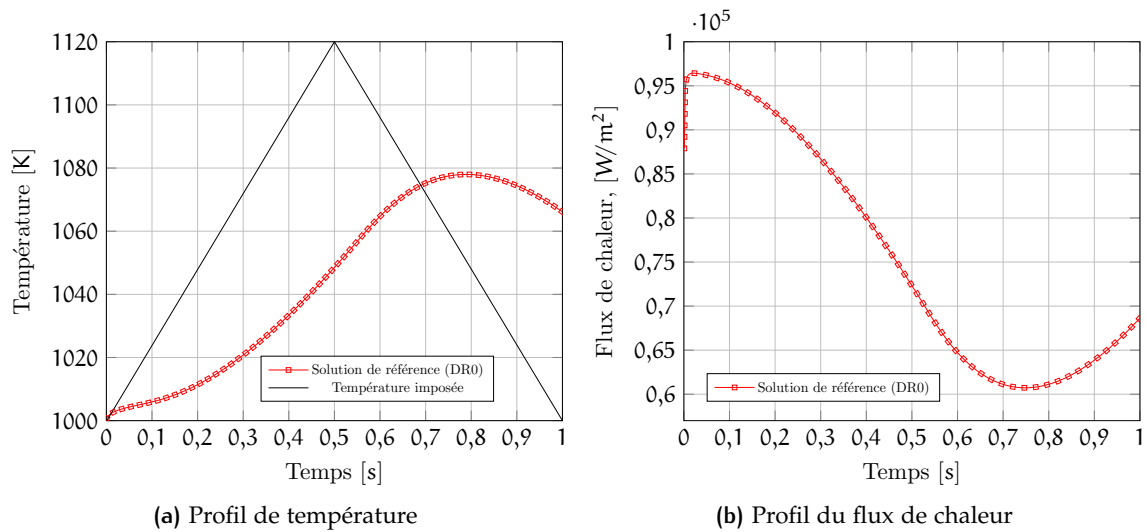 1120
1100
1080
1060
1040
1020
1000
Température [K]
Solution de référence (DR0)
Température imposée
0 0,1 0,2 0,3 0,4 0,5 0,6 0,7 0,8 0,9 1
Temps [s]
(a) Profil de température
·10⁵
1
0,95
0,9
0,85
0,8
0,75
0,7
0,65
0,6
Flux de chaleur, [W/m²]
Solution de référence (DR0)
0 0,1 0,2 0,3 0,4 0,5 0,6 0,7 0,8 0,9 1
Temps [s]
(b) Profil du flux de chaleur